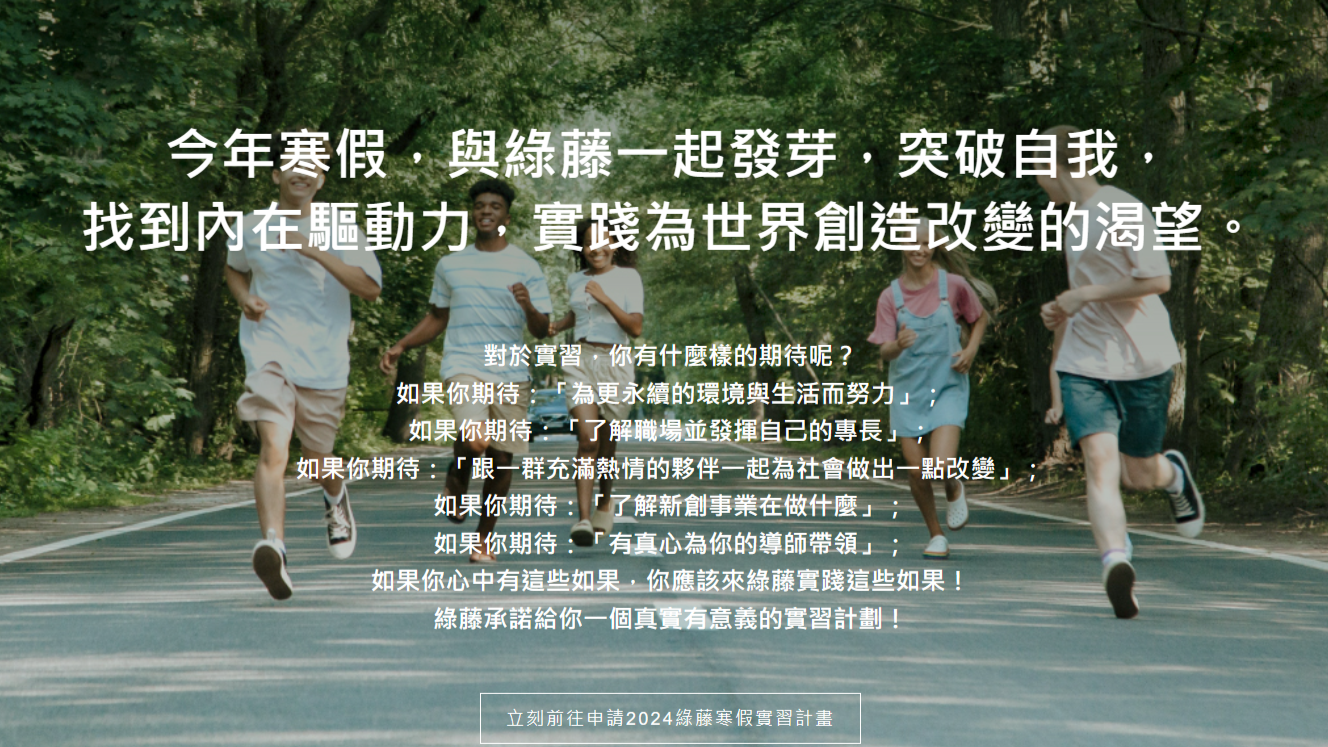 今年寒假，與綠藤一起發芽，突破自我，
找到內在驅動力，實踐為世界創造改變的渴望。
對於實習，你有什麼樣的期待呢？
如果你期待：「為更永續的環境與生活而努力」；
如果你期待：「了解職場並發揮自己的專長」；
如果你期待：「跟一群充滿熱情的夥伴一起為社會做出一點改變」；
如果你期待：「了解新創事業在做什麼」；
如果你期待：「有真心為你的導師帶領」；
如果你心中有這些如果，你應該來綠藤實踐這些如果！
綠藤承諾給你一個真實有意義的實習計劃！
立刻前往申請2024綠藤寒假實習計畫